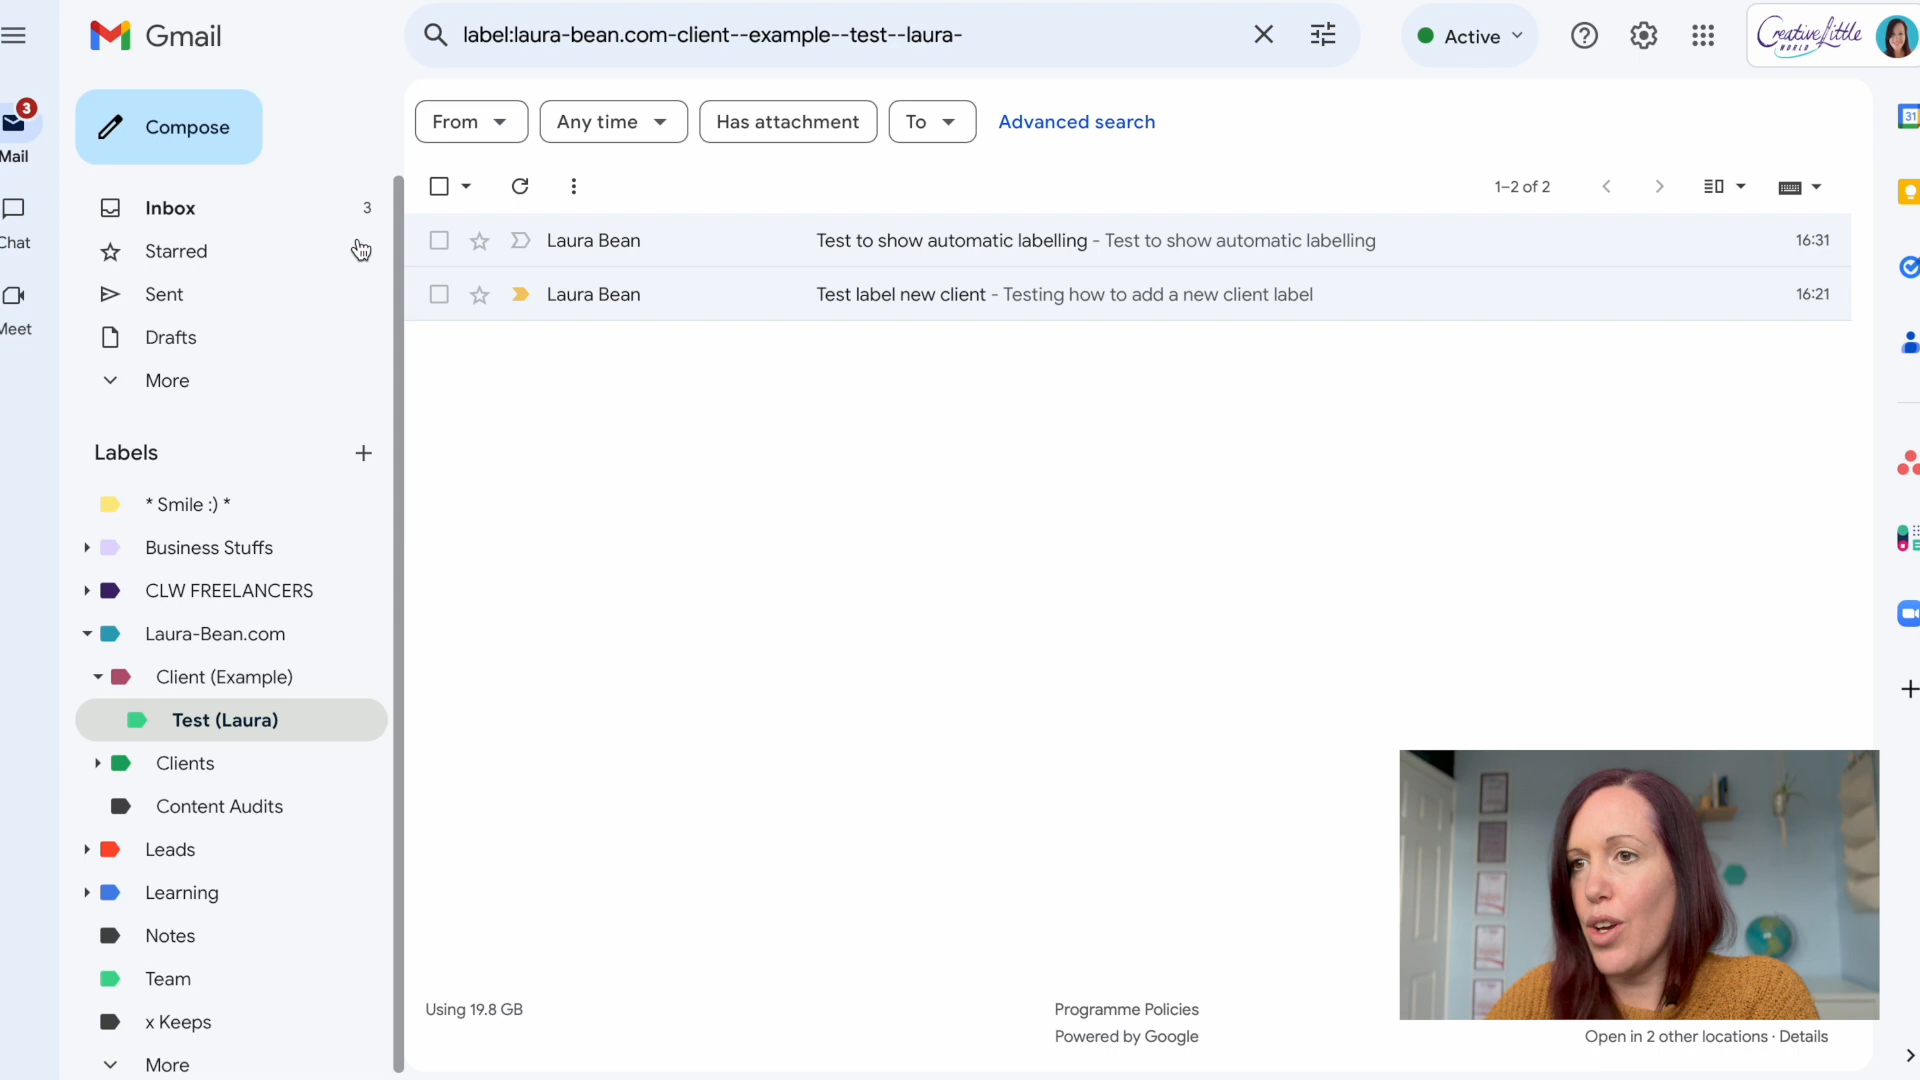 Gmail
label:laura-bean.com-client--example--test--laura-
Active
CreativeLittle
WORLD
3
Mail
Chat
Meet
Compose
Inbox 3
Starred
Sent
Drafts
More
Labels
* Smile :) *
Business Stuffs
CLW FREELANCERS
Laura-Bean.com
Client (Example)
Test (Laura)
Clients
Content Audits
Leads
Learning
Notes
Team
x Keeps
More
From
Any time
Has attachment
To
Advanced search
1–2 of 2
Laura Bean Test to show automatic labelling - Test to show automatic labelling 16:31
Laura Bean Test label new client - Testing how to add a new client label 16:21
Using 19.8 GB
Programme Policies
Powered by Google
Open in 2 other locations · Details
31